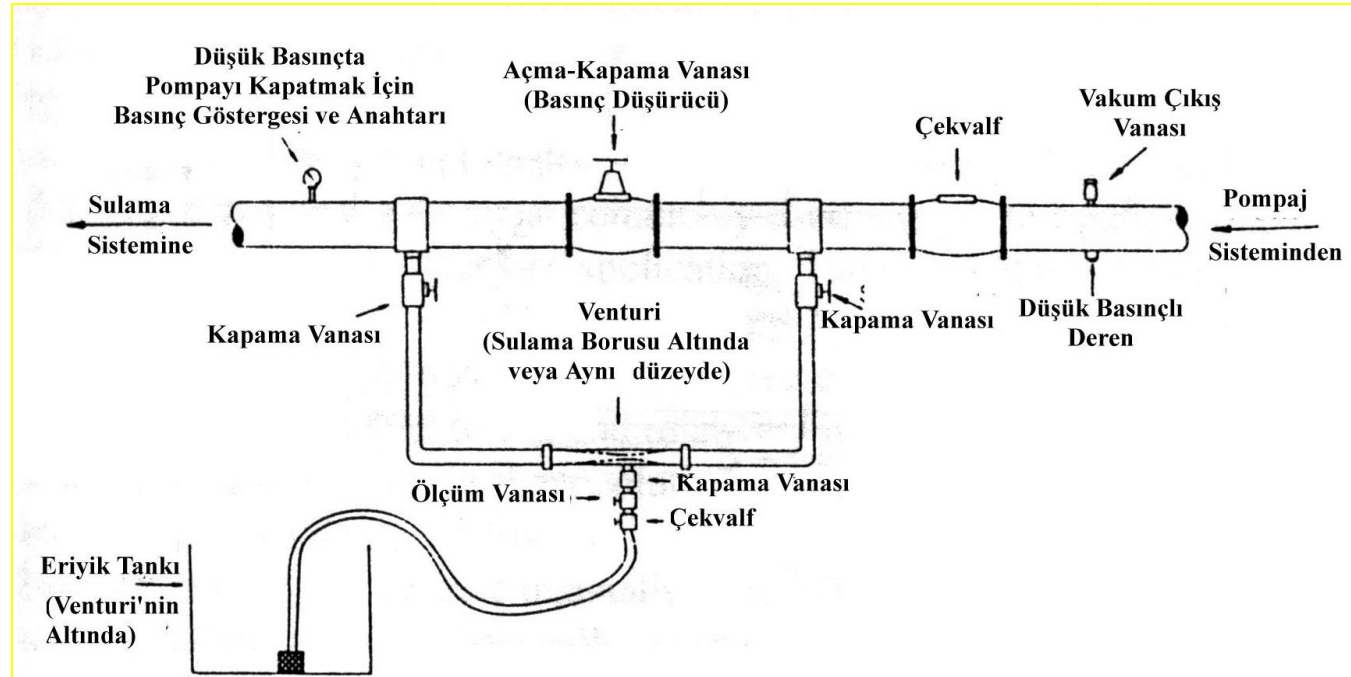 Düşük Basınçta
Pompayı Kapatmak İçin
Basınç Göstergesi ve Anahtarı
Açma-Kapama Vanası
(Basınç Düşürücü)
Çekvalf
Vakum Çıkış
Vanası
Sulama
Sistemine
Pompaj
Sisteminden
Kapama Vanası
Venturi
(Sulama Borusu Altında
veya Aynı düzeyde)
Kapama Vanası
Düşük Basınçlı
Deren
Kapama Vanası
Ölçüm Vanası
Çekvalf
Eriyik Tankı
(Venturi'nin
Altında)